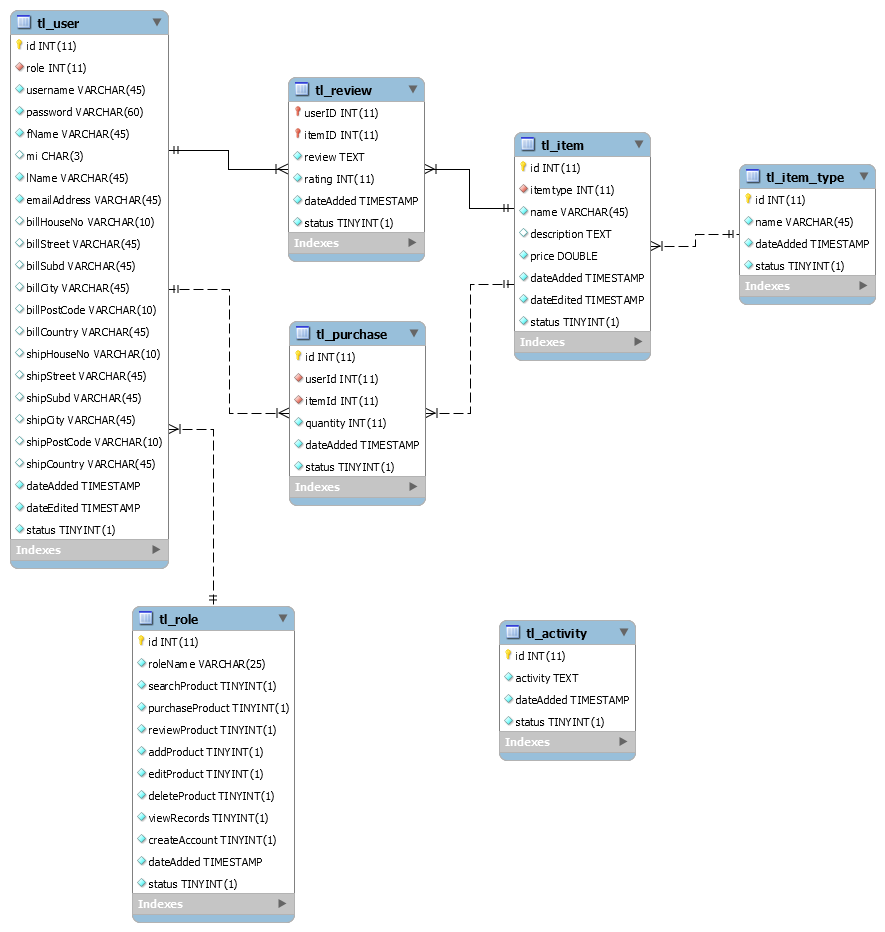 tl_user
id INT(11)
role INT(11)
username VARCHAR(45)
password VARCHAR(60)
fName VARCHAR(45)
mi CHAR(3)
lName VARCHAR(45)
emailAddress VARCHAR(45)
billHouseNo VARCHAR(10)
billStreet VARCHAR(45)
billSubd VARCHAR(45)
billCity VARCHAR(45)
billPostCode VARCHAR(10)
billCountry VARCHAR(45)
shipHouseNo VARCHAR(10)
shipStreet VARCHAR(45)
shipSubd VARCHAR(45)
shipCity VARCHAR(45)
shipPostCode VARCHAR(10)
shipCountry VARCHAR(45)
dateAdded TIMESTAMP
dateEdited TIMESTAMP
status TINYINT(1)
Indexes
tl_review
userID INT(11)
itemID INT(11)
review TEXT
rating INT(11)
dateAdded TIMESTAMP
status TINYINT(1)
Indexes
tl_item
id INT(11)
itemtype INT(11)
name VARCHAR(45)
description TEXT
price DOUBLE
dateAdded TIMESTAMP
dateEdited TIMESTAMP
status TINYINT(1)
Indexes
tl_item_type
id INT(11)
name VARCHAR(45)
dateAdded TIMESTAMP
status TINYINT(1)
Indexes
tl_purchase
id INT(11)
userId INT(11)
itemId INT(11)
quantity INT(11)
dateAdded TIMESTAMP
status TINYINT(1)
Indexes
tl_role
id INT(11)
roleName VARCHAR(25)
searchProduct TINYINT(1)
purchaseProduct TINYINT(1)
reviewProduct TINYINT(1)
addProduct TINYINT(1)
editProduct TINYINT(1)
deleteProduct TINYINT(1)
viewRecords TINYINT(1)
createAccount TINYINT(1)
dateAdded TIMESTAMP
status TINYINT(1)
Indexes
tl_activity
id INT(11)
activity TEXT
dateAdded TIMESTAMP
status TINYINT(1)
Indexes